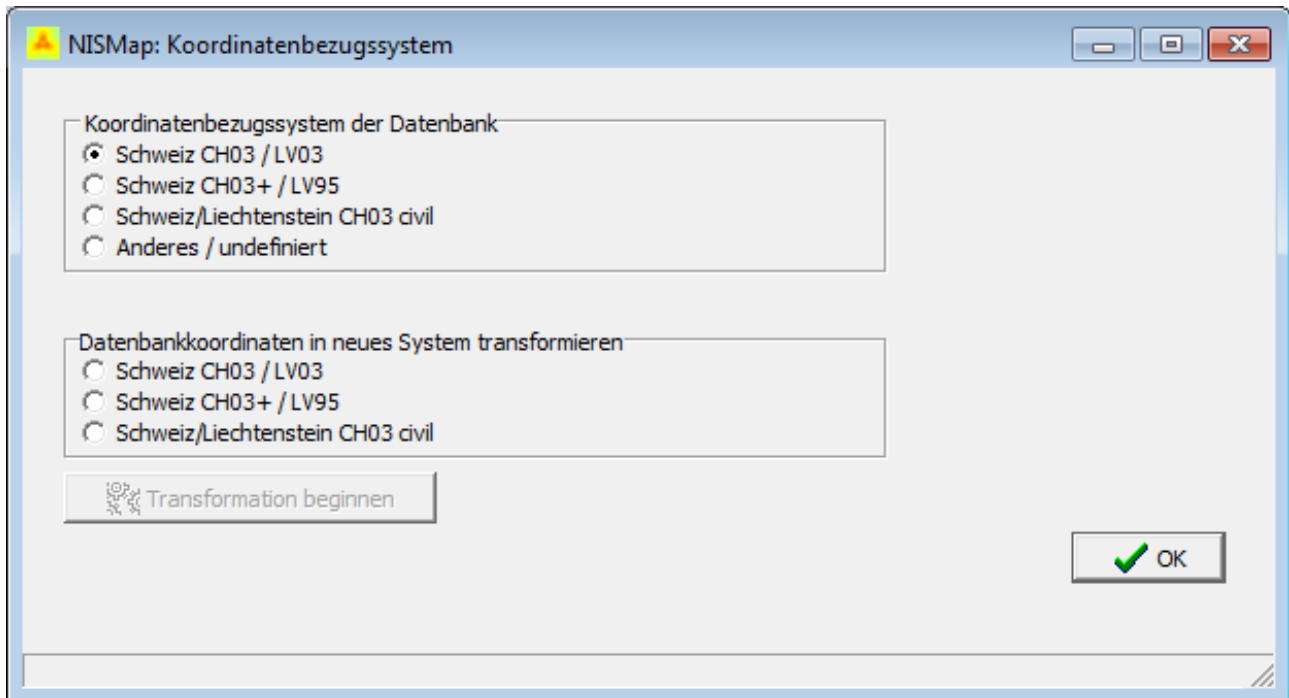 NISMap: Koordinatenbezugssystem
Koordinatenbezugssystem der Datenbank
Schweiz CH03 / LV03
Schweiz CH03+ / LV95
Schweiz/Liechtenstein CH03 civil
Anderes / undefiniert
Datenbankkoordinaten in neues System transformieren
Schweiz CH03 / LV03
Schweiz CH03+ / LV95
Schweiz/Liechtenstein CH03 civil
Transformation beginnen
OK